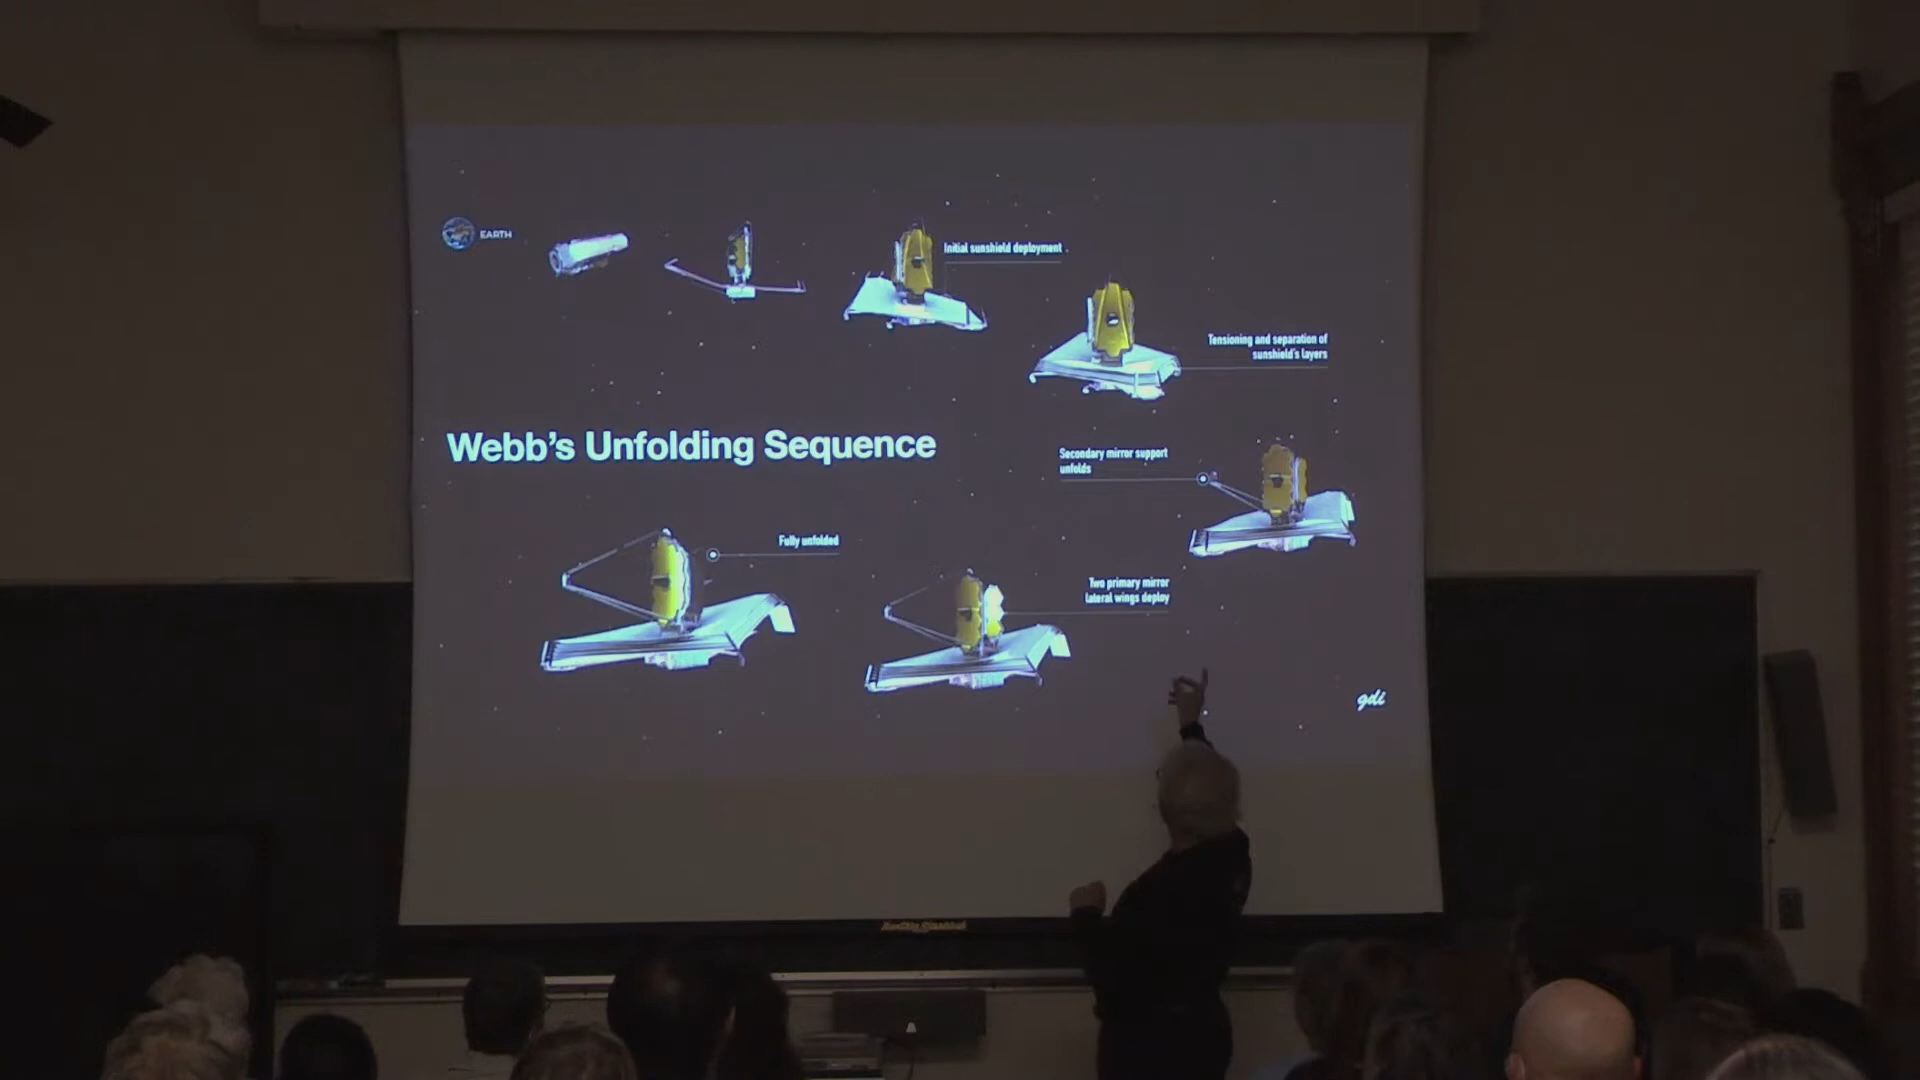 EARTH
Initial sunshield deployment
Tensioning and separation of
sunshield's layers
Webb's Unfolding Sequence
Secondary mirror support
unfolds
Fully unfolded
Two primary mirror
lateral wings deploy
gdi